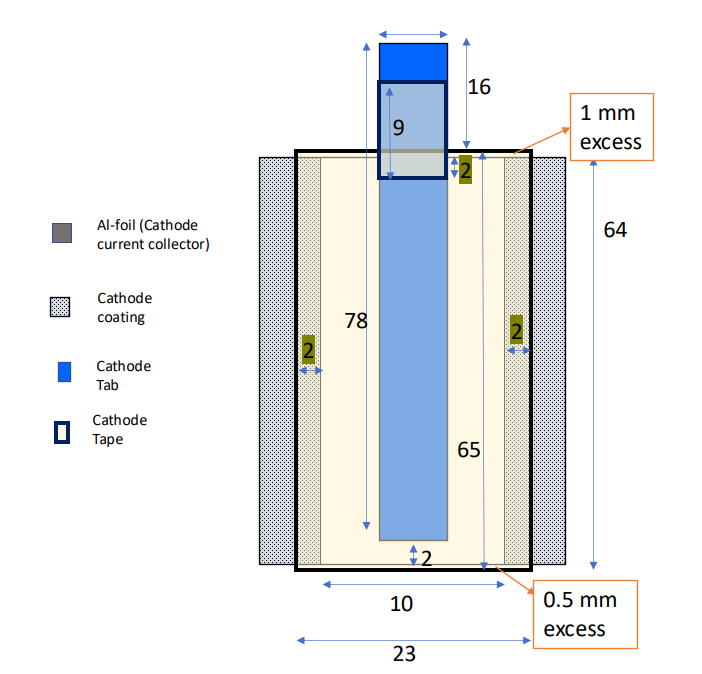 16
1 mm
excess
9
2
64
Al-foil (Cathode
current collector)
Cathode
coating
78
2
2
Cathode
Tab
Cathode
Tape
65
2
10
0.5 mm
excess
23